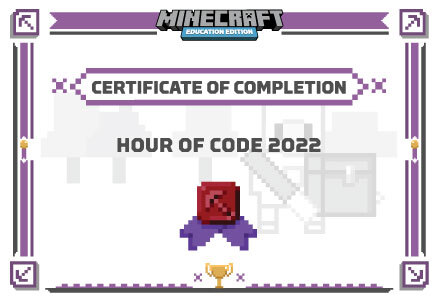 MINECRAFT
EDUCATION EDITION
CERTIFICATE OF COMPLETION
HOUR OF CODE 2022